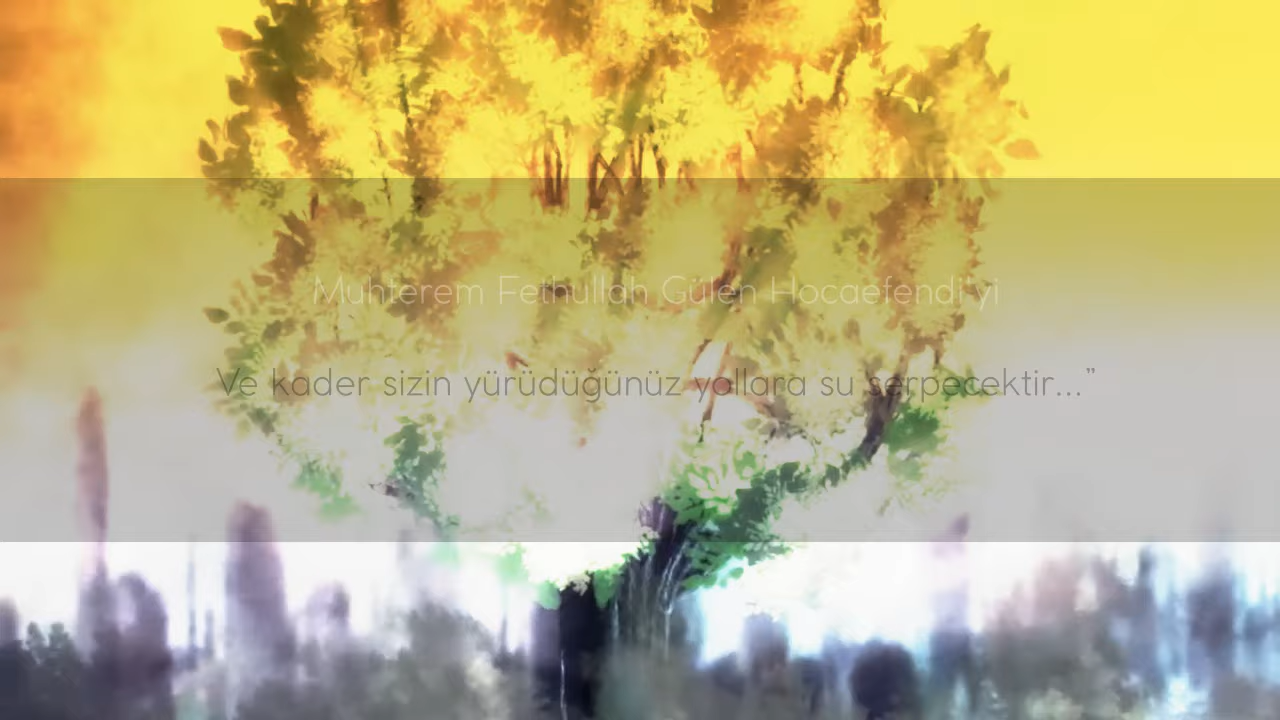 Muhterem Fethullah Gülen Hocaefendi'yi
Ve kader sizin yürüdüğünüz yollara su serpecektir..."